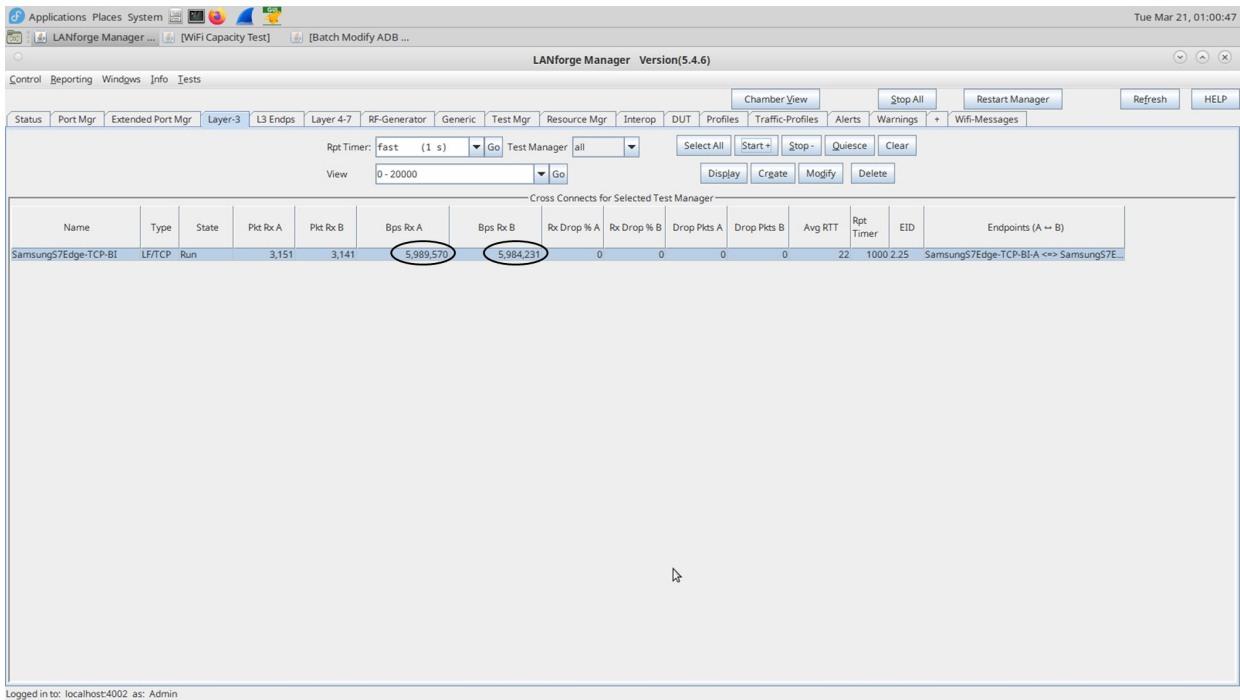 Applications Places System GUI Tue Mar 21, 01:00:47
LANforge Manager ... [WiFi Capacity Test] [Batch Modify ADB ...
LANforge Manager Version(5.4.6)
Control Reporting Windows Info Tests
Chamber View Stop All Restart Manager Refresh HELP
Status Port Mgr Extended Port Mgr Layer-3 L3 Endps Layer 4-7 RF-Generator Generic Test Mgr Resource Mgr Interop DUT Profiles Traffic-Profiles Alerts Warnings + Wifi-Messages
Rpt Timer: fast (1 s) Go Test Manager all Select All Start + Stop - Quiesce Clear
View 0 - 20000 Go Display Create Modify Delete
Cross Connects for Selected Test Manager
Name Type State Pkt Rx A Pkt Rx B Bps Rx A Bps Rx B Rx Drop % A Rx Drop % B Drop Pkts A Drop Pkts B Avg RTT Rpt Timer EID Endpoints (A ↔ B)
SamsungS7Edge-TCP-BI LF/TCP Run 3,151 3,141 5,989,570 5,984,231 0 0 0 0 22 1000 2.25 SamsungS7Edge-TCP-BI-A <=> SamsungS7E...
Logged in to: localhost:4002 as: Admin